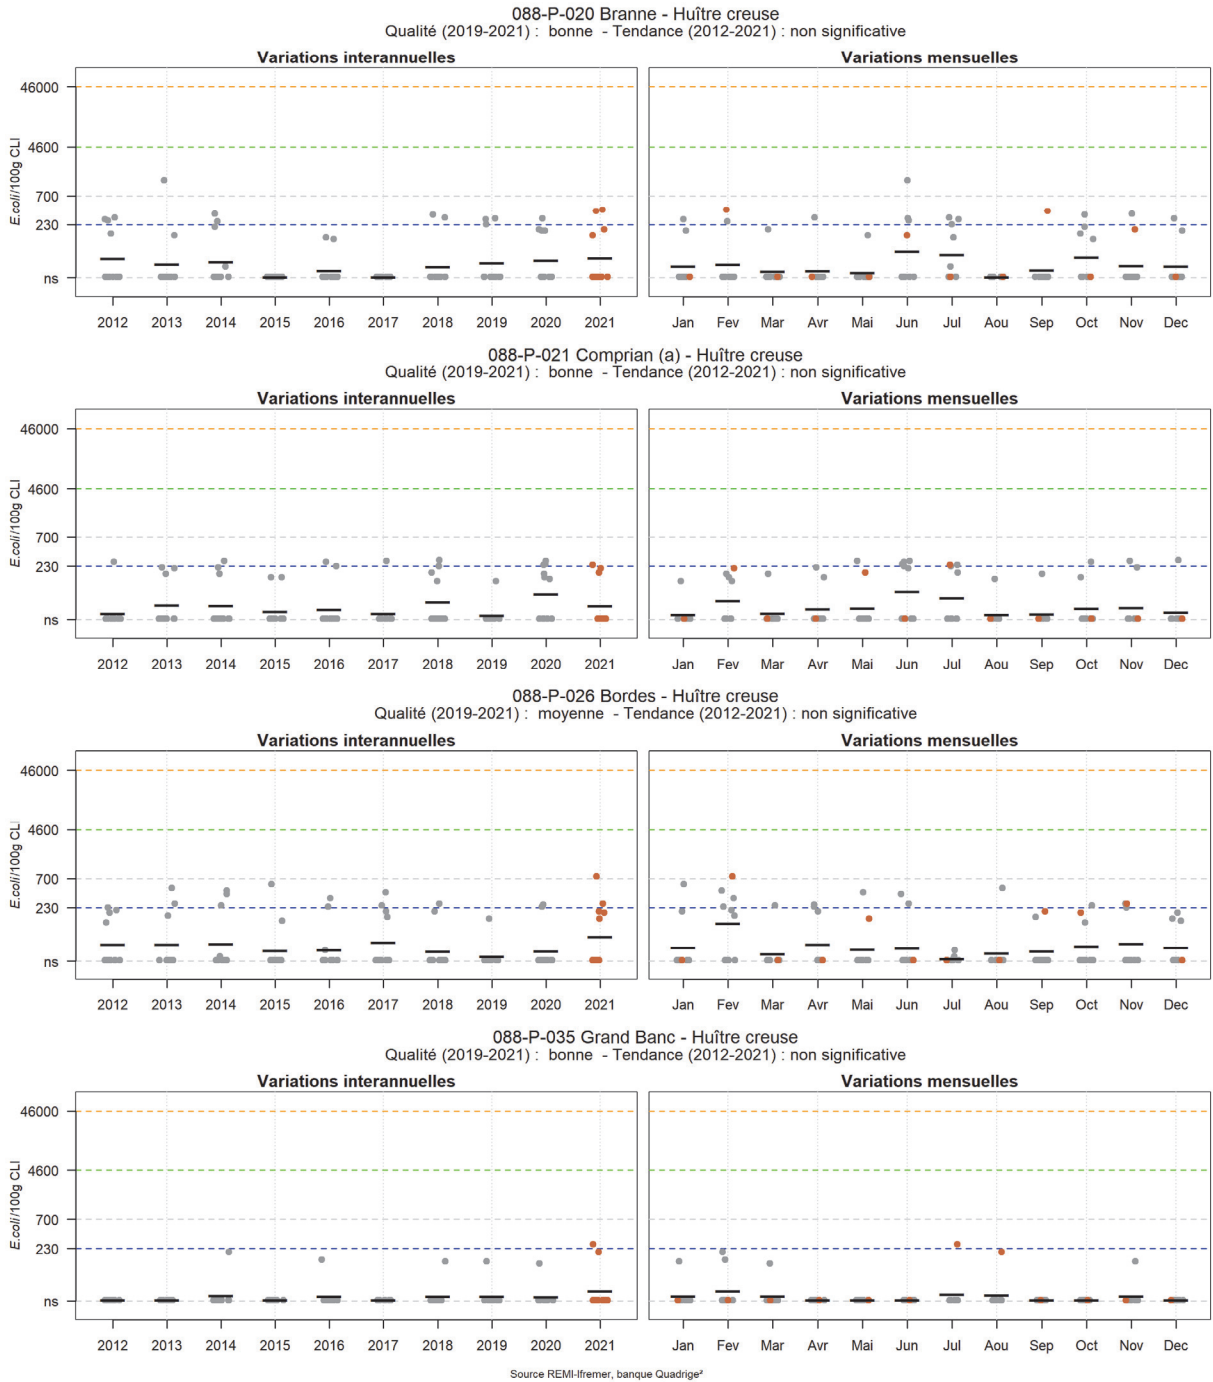 088-P-020 Branne - Huître creuse
Qualité (2019-2021) : bonne - Tendance (2012-2021) : non significative
Variations interannuelles
Variations mensuelles
46000
4600
700
230
ns
E.coli/100g CLI
2012 2013 2014 2015 2016 2017 2018 2019 2020 2021
Jan Fev Mar Avr Mai Jun Jul Aou Sep Oct Nov Dec
088-P-021 Comprian (a) - Huître creuse
Qualité (2019-2021) : bonne - Tendance (2012-2021) : non significative
Variations interannuelles
Variations mensuelles
46000
4600
700
230
ns
E.coli/100g CLI
2012 2013 2014 2015 2016 2017 2018 2019 2020 2021
Jan Fev Mar Avr Mai Jun Jul Aou Sep Oct Nov Dec
088-P-026 Bordes - Huître creuse
Qualité (2019-2021) : moyenne - Tendance (2012-2021) : non significative
Variations interannuelles
Variations mensuelles
46000
4600
700
230
ns
E.coli/100g CLI
2012 2013 2014 2015 2016 2017 2018 2019 2020 2021
Jan Fev Mar Avr Mai Jun Jul Aou Sep Oct Nov Dec
088-P-035 Grand Banc - Huître creuse
Qualité (2019-2021) : bonne - Tendance (2012-2021) : non significative
Variations interannuelles
Variations mensuelles
46000
4600
700
230
ns
E.coli/100g CLI
2012 2013 2014 2015 2016 2017 2018 2019 2020 2021
Jan Fev Mar Avr Mai Jun Jul Aou Sep Oct Nov Dec
Source REMI-Ifremer, banque Quadrige²